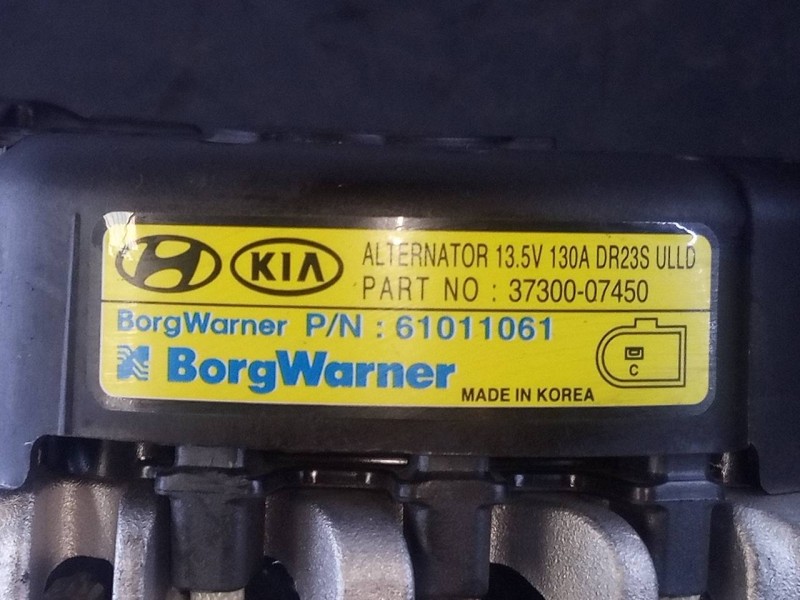 KIA ALTERNATOR 13.5V 130A DR23S ULLD
PART NO : 37300-07450
BorgWarner P/N : 61011061
BorgWarner
MADE IN KOREA
C